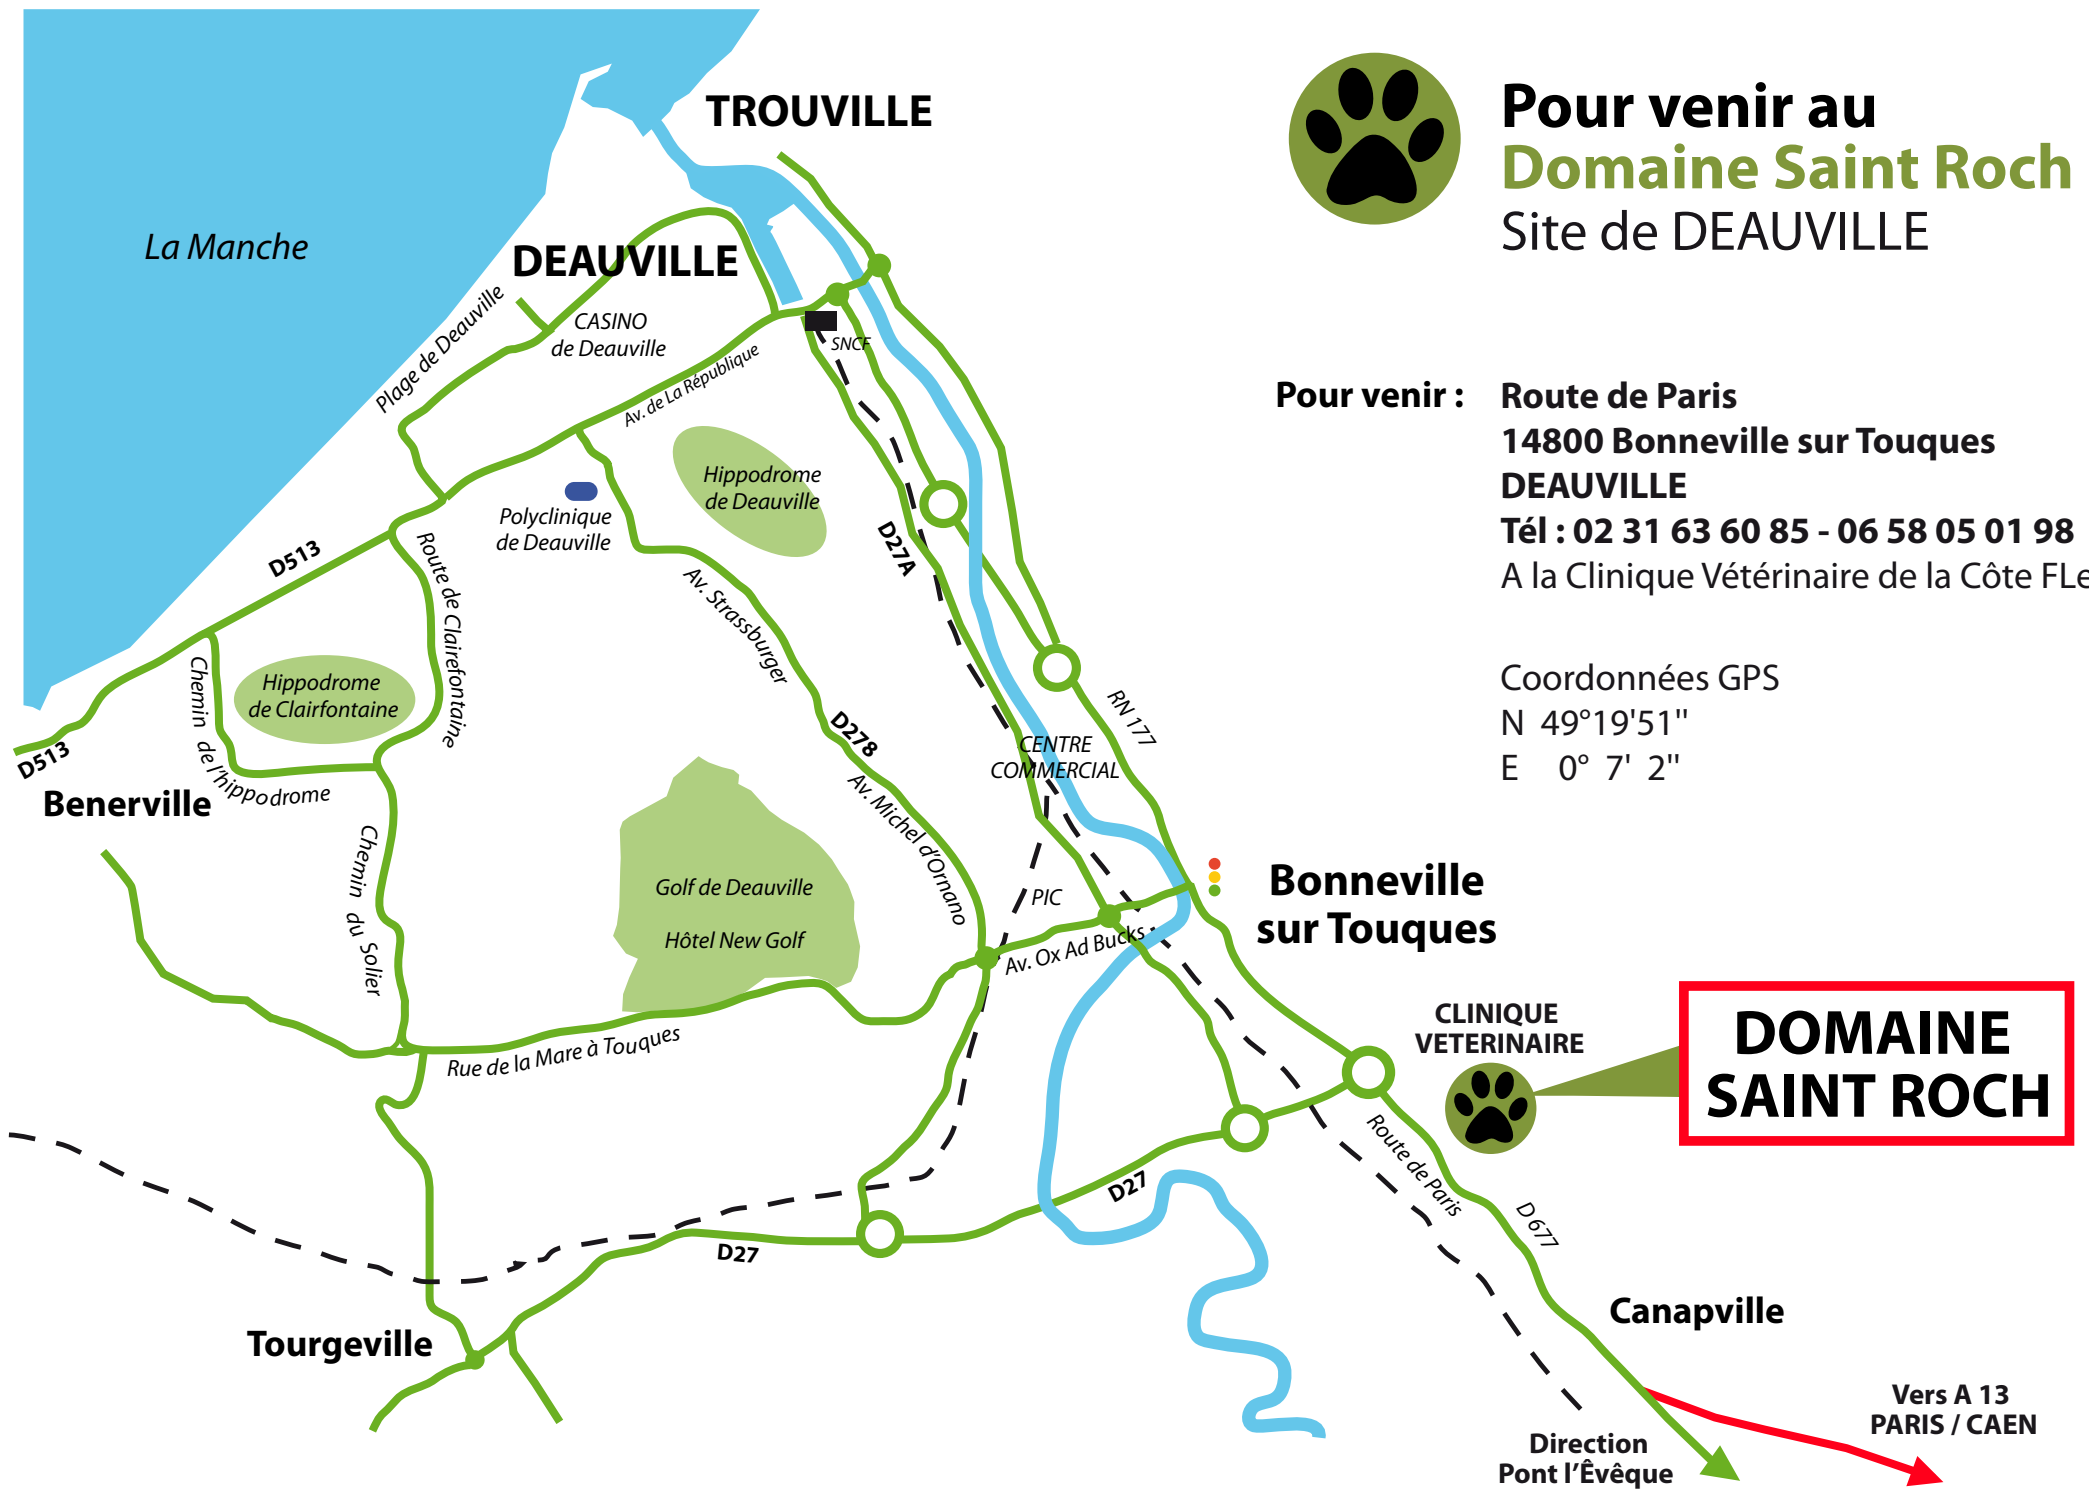 TROUVILLE
Pour venir au
Domaine Saint Roch
Site de DEAUVILLE
La Manche
DEAUVILLE
Plage de Deauville
CASINO
de Deauville
SNCF
Av. de La République
Pour venir :
Route de Paris
14800 Bonneville sur Touques
DEAUVILLE
Tél : 02 31 63 60 85 - 06 58 05 01 98
A la Clinique Vétérinaire de la Côte FLe
Hippodrome
de Deauville
Polyclinique
de Deauville
D27A
D513
Route de Clairefontaine
Av. Strassburger
Chemin de l'hippodrome
Hippodrome
de Clairfontaine
Coordonnées GPS
N 49°19'51"
E 0° 7' 2"
RN 177
D278
CENTRE
COMMERCIAL
D513
Benerville
Av. Michel d'Ornano
Chemin du Solier
Golf de Deauville
Hôtel New Golf
PIC
Av. Ox Ad Bucks
Bonneville
sur Touques
CLINIQUE
VETERINAIRE
DOMAINE
SAINT ROCH
Rue de la Mare à Touques
Route de Paris
D27
D 677
D27
Tourgeville
Canapville
Vers A 13
PARIS / CAEN
Direction
Pont l'Évêque